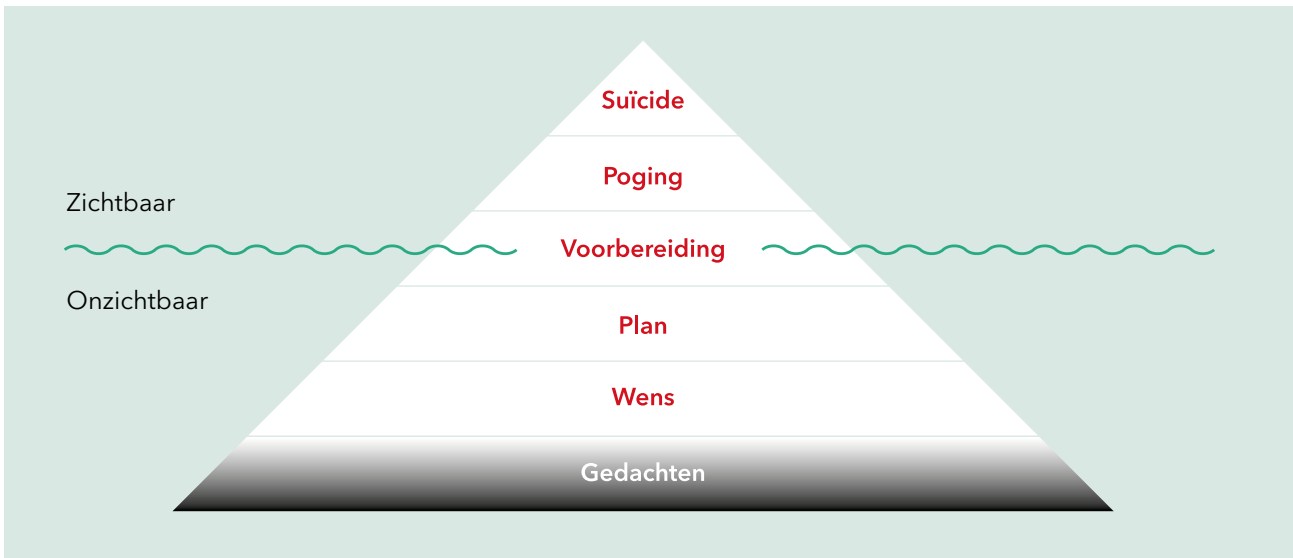 Suïcide
Poging
Zichtbaar
Voorbereiding
Onzichtbaar
Plan
Wens
Gedachten